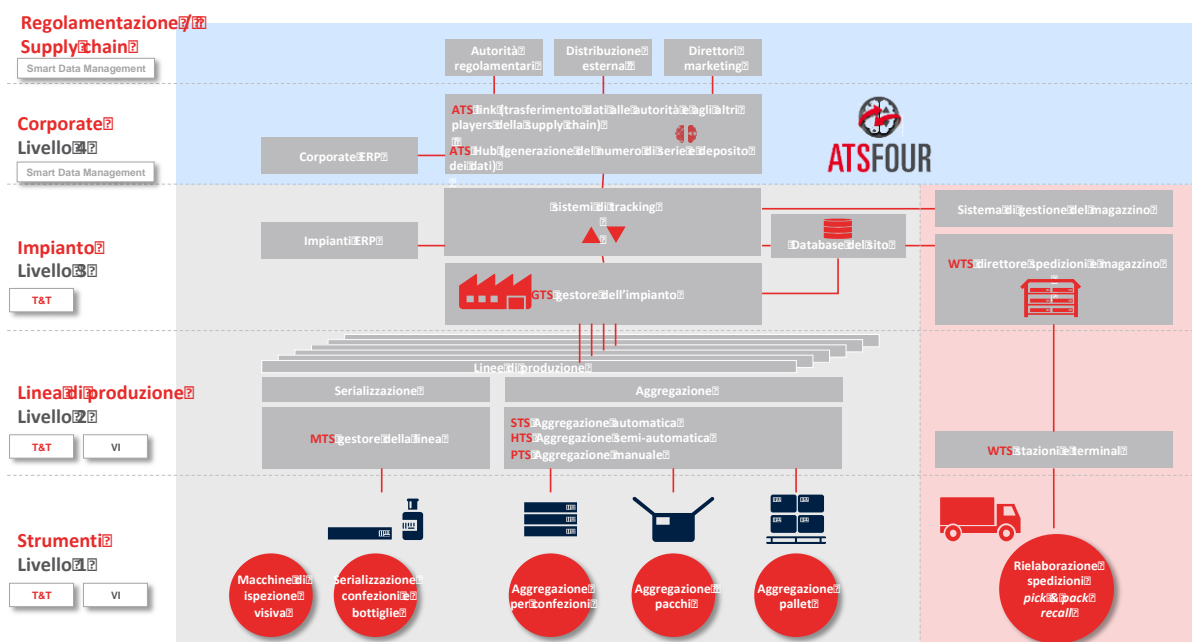 Regolamentazione /
Supply chain
Smart Data Management
Autorità
regolamentari
Distribuzione
esterna
Direttori
marketing
Corporate
Livello 4
Smart Data Management
Corporate ERP
ATS link (trasferimento dati alle autorità e agli altri
players della supply chain)
ATS Hub (generazione del numero di serie e deposito
dei dati)
ATSFOUR
Impianto
Livello 3
T&T
Impianti ERP
sistemi di tracking
Database del sito
GTS gestore dell'impianto
Sistema di gestione del magazzino
WTS direttore spedizioni e magazzino
Linea di produzione
Livello 2
T&T
VI
Linee di produzione
Serializzazione
Aggregazione
MTS gestore della linea
STS Aggregazione automatica
HTS Aggregazione semi-automatica
PTS Aggregazione manuale
WTS stazioni e terminal
Strumenti
Livello 1
T&T
VI
Macchine di
ispezione
visiva
Serializzazione
confezioni e
bottiglie
Aggregazione
per confezioni
Aggregazione
pacchi
Aggregazione
pallet
Rielaborazione
spedizioni
pick & pack
recall